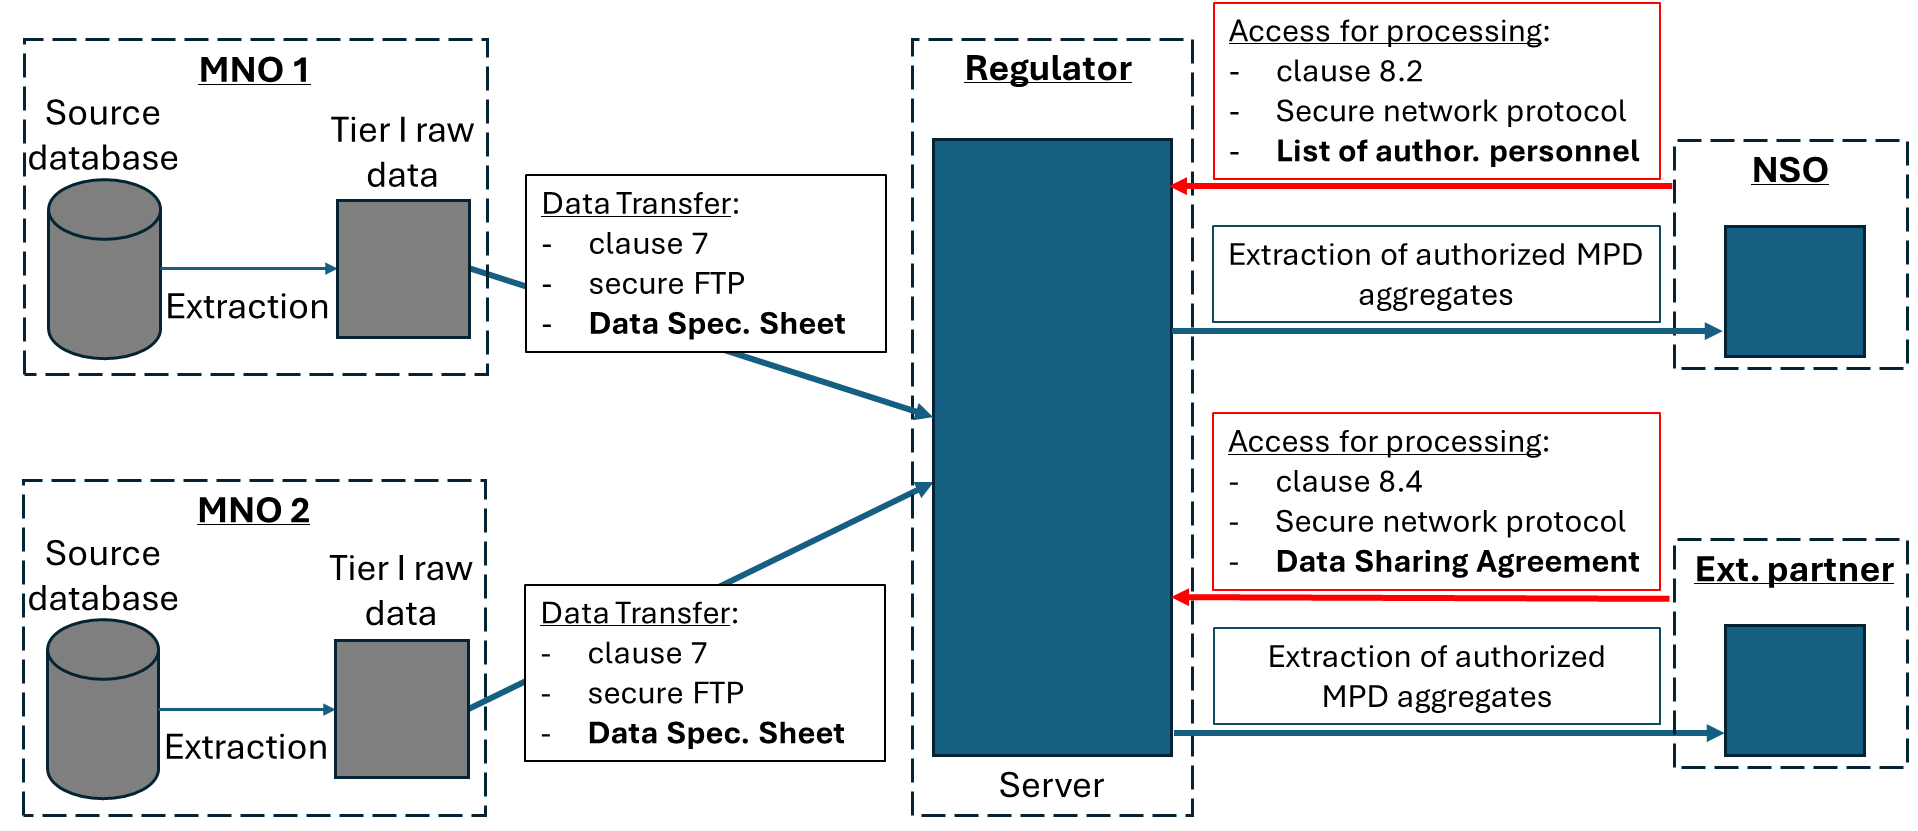 MNO 1
Source
database
Tier I raw
data
Extraction
Data Transfer:
- clause 7
- secure FTP
- Data Spec. Sheet
MNO 2
Source
database
Tier I raw
data
Extraction
Data Transfer:
- clause 7
- secure FTP
- Data Spec. Sheet
Regulator
Server
Access for processing:
- clause 8.2
- Secure network protocol
- List of author. personnel
NSO
Extraction of authorized MPD
aggregates
Access for processing:
- clause 8.4
- Secure network protocol
- Data Sharing Agreement
Ext. partner
Extraction of authorized
MPD aggregates